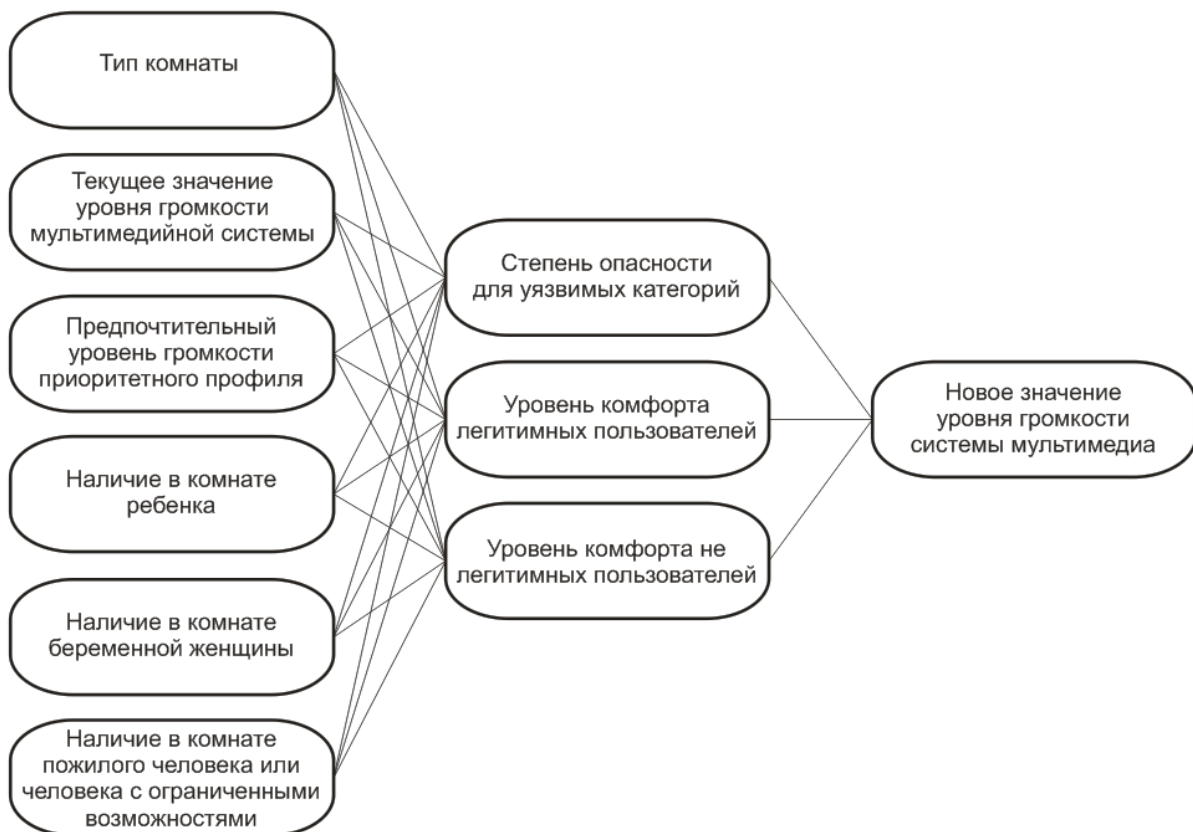 Тип комнаты
Текущее значение
уровня громкости
мультимедийной системы
Предпочтительный
уровень громкости
приоритетного профиля
Наличие в комнате
ребенка
Наличие в комнате
беременной женщины
Наличие в комнате
пожилого человека или
человека с ограниченными
возможностями
Степень опасности
для уязвимых категорий
Уровень комфорта
легитимных пользователей
Уровень комфорта не
легитимных пользователей
Новое значение
уровня громкости
системы мультимедиа